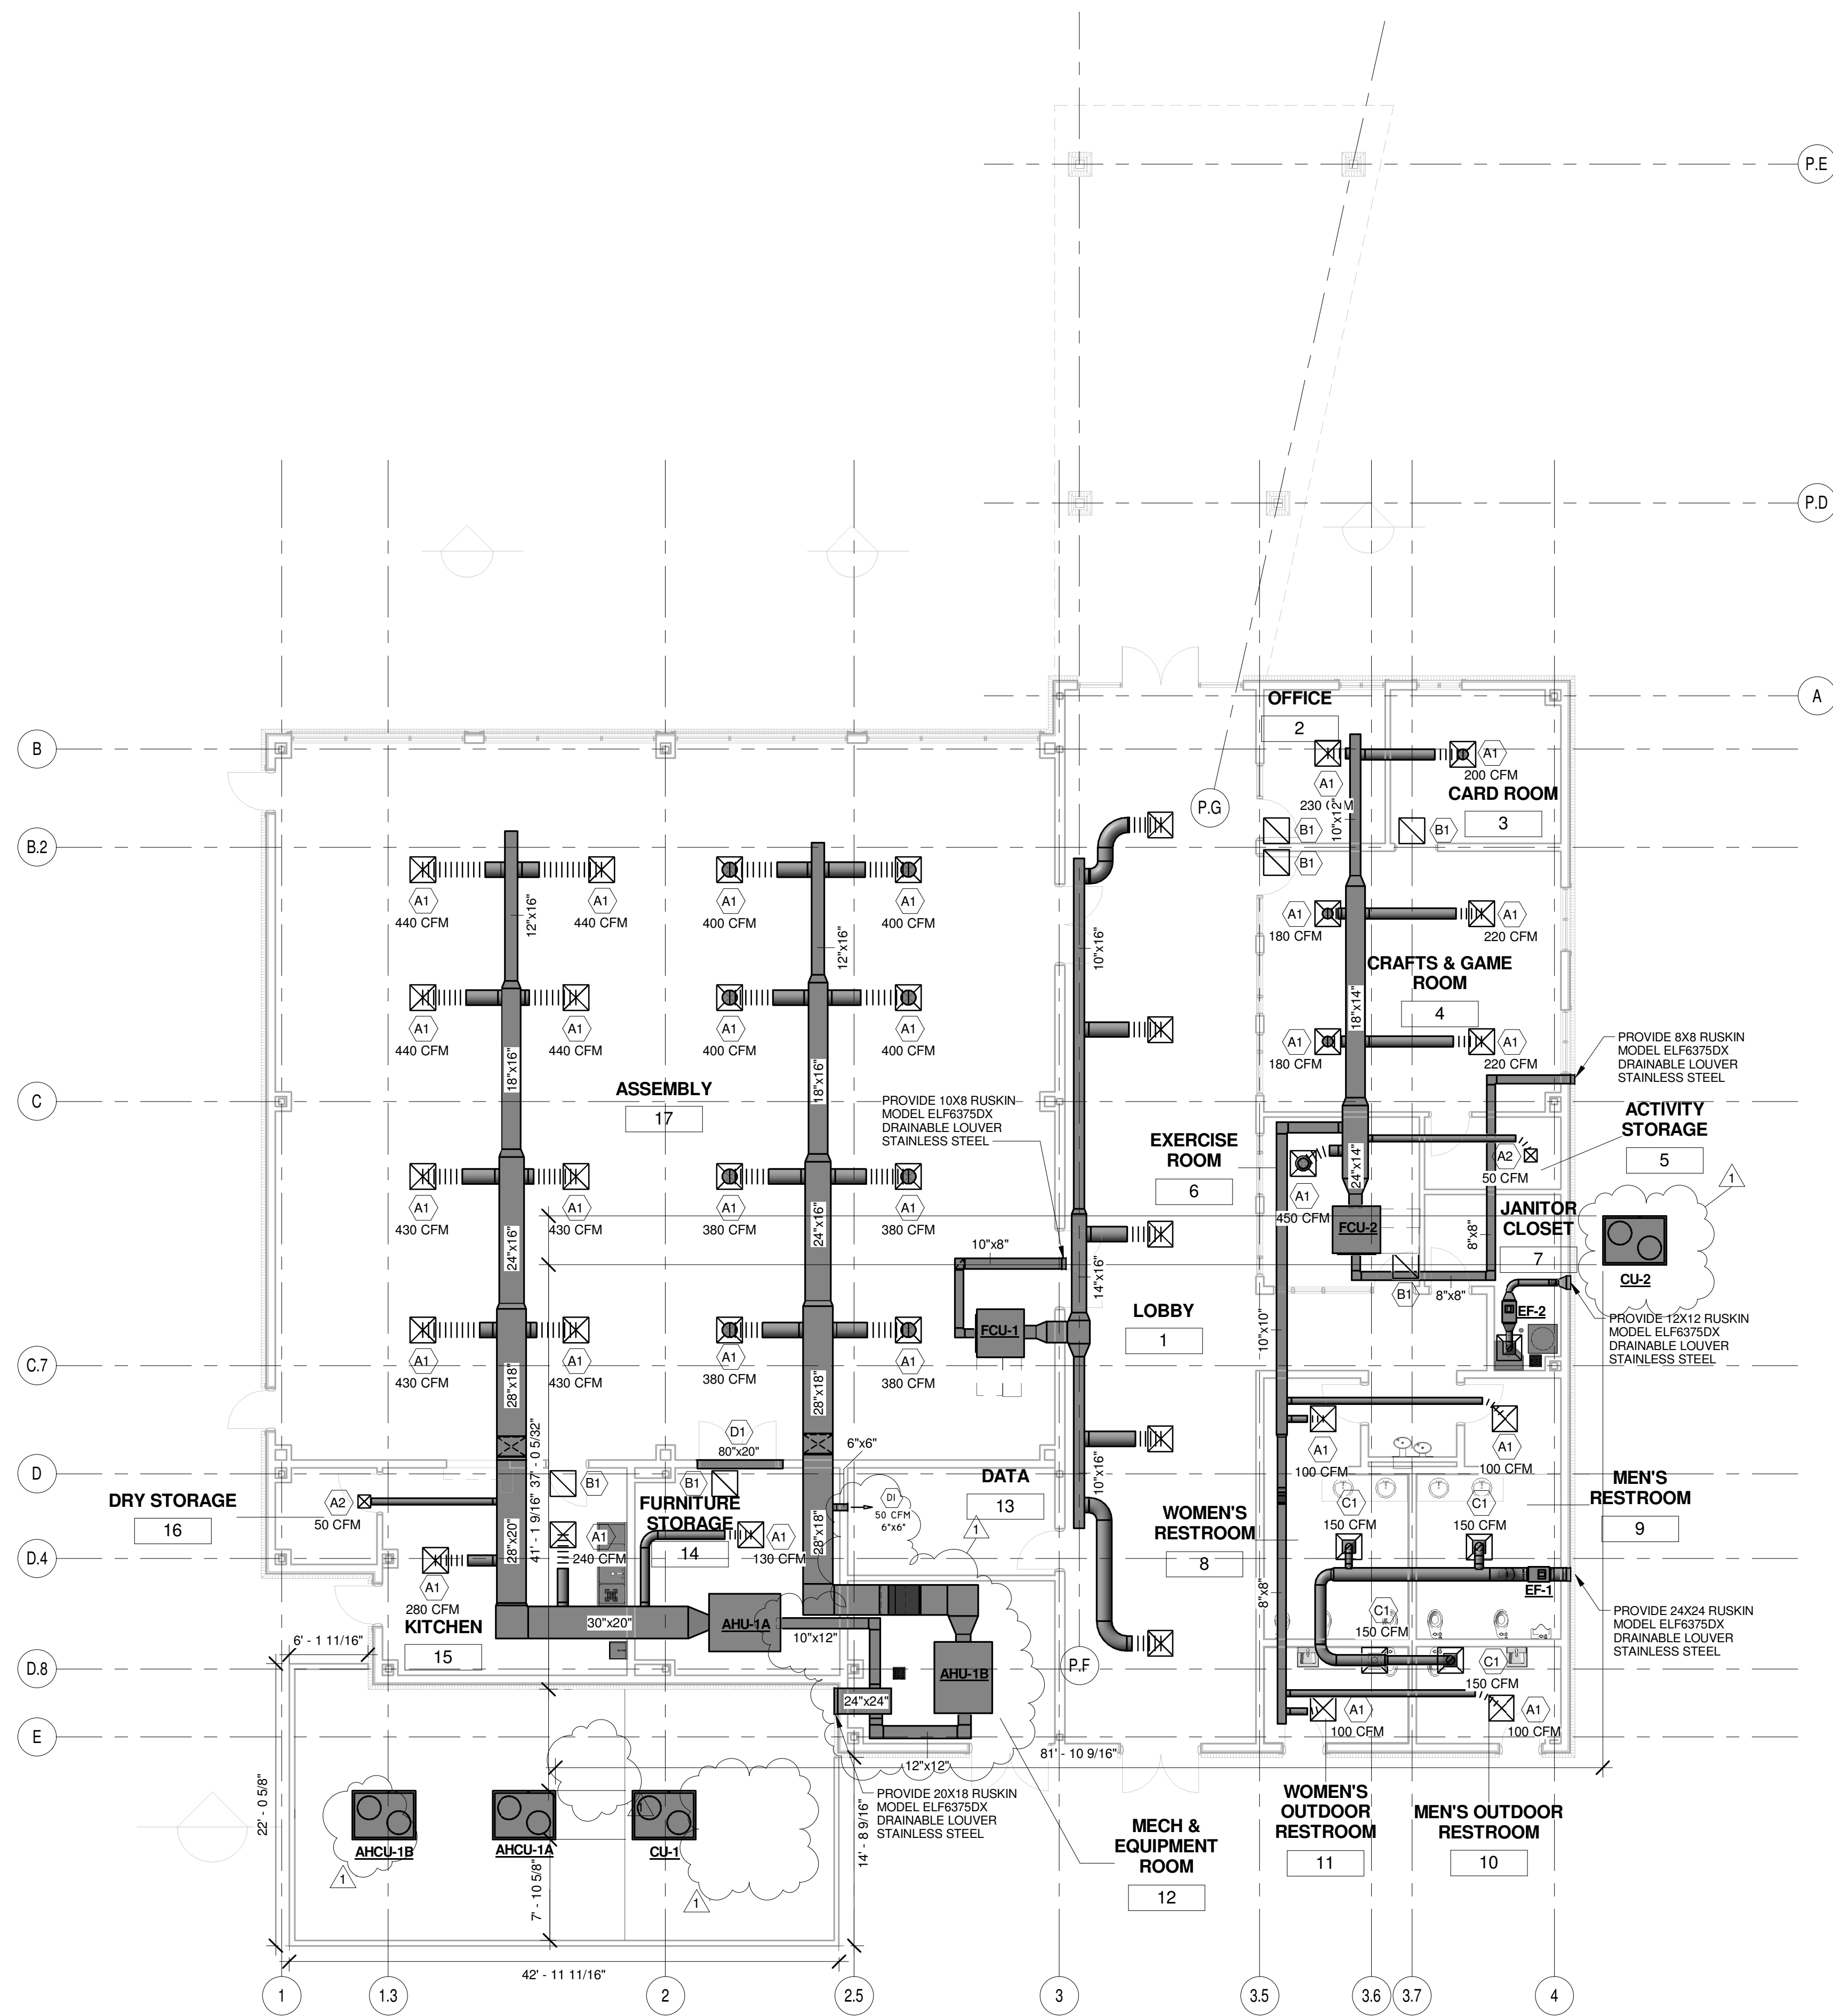 P.E
P.D
A
B
B.2
C
C.7
D
D.4
D.8
E
P.G
P.F
OFFICE
2
A1
230 CFM
10"x12"
A1
200 CFM
CARD ROOM
3
B1
B1
B1
A1
440 CFM
A1
440 CFM
A1
400 CFM
A1
400 CFM
12"x16"
12"x16"
10"x16"
A1
180 CFM
A1
220 CFM
CRAFTS & GAME
ROOM
4
18"x14"
A1
440 CFM
A1
440 CFM
A1
400 CFM
A1
400 CFM
18"x16"
18"x16"
A1
180 CFM
A1
220 CFM
PROVIDE 8X8 RUSKIN
MODEL ELF6375DX
DRAINABLE LOUVER
STAINLESS STEEL
ASSEMBLY
17
PROVIDE 10X8 RUSKIN
MODEL ELF6375DX
DRAINABLE LOUVER
STAINLESS STEEL
ACTIVITY
STORAGE
5
1
EXERCISE
ROOM
6
A1
450 CFM
24"x14"
A2
50 CFM
A1
430 CFM
A1
430 CFM
A1
380 CFM
A1
380 CFM
24"x16"
24"x16"
FCU-2
JANITOR
CLOSET
7
CU-2
10"x8"
14"x16"
8"x8"
8"x8"
B1
EF-2
PROVIDE 12X12 RUSKIN
MODEL ELF6375DX
DRAINABLE LOUVER
STAINLESS STEEL
FCU-1
LOBBY
1
10"x10"
A1
430 CFM
A1
430 CFM
A1
380 CFM
A1
380 CFM
28"x18"
28"x18"
37' - 0 5/32"
41' - 1 9/16"
D1
80"x20"
6"x6"
10"x16"
A1
100 CFM
A1
100 CFM
DRY STORAGE
16
A2
50 CFM
B1
B1
FURNITURE
STORAGE
14
DATA
13
DI
50 CFM
6"x6"
1
28"x20"
28"x18"
A1
240 CFM
A1
130 CFM
A1
280 CFM
KITCHEN
15
30"x20"
AHU-1A
10"x12"
AHU-1B
24"x24"
12"x12"
WOMEN'S
RESTROOM
8
MEN'S
RESTROOM
9
C1
150 CFM
C1
150 CFM
8"x8"
EF-1
C1
150 CFM
C1
150 CFM
PROVIDE 24X24 RUSKIN
MODEL ELF6375DX
DRAINABLE LOUVER
STAINLESS STEEL
A1
100 CFM
A1
100 CFM
6' - 1 11/16"
22' - 0 5/8"
81' - 10 9/16"
PROVIDE 20X18 RUSKIN
MODEL ELF6375DX
DRAINABLE LOUVER
STAINLESS STEEL
AHCU-1B
AHCU-1A
CU-1
1
1
1
7' - 10 5/8"
14' - 8 9/16"
42' - 11 11/16"
MECH &
EQUIPMENT
ROOM
12
WOMEN'S
OUTDOOR
RESTROOM
11
MEN'S OUTDOOR
RESTROOM
10
1
1.3
2
2.5
3
3.5
3.6
3.7
4